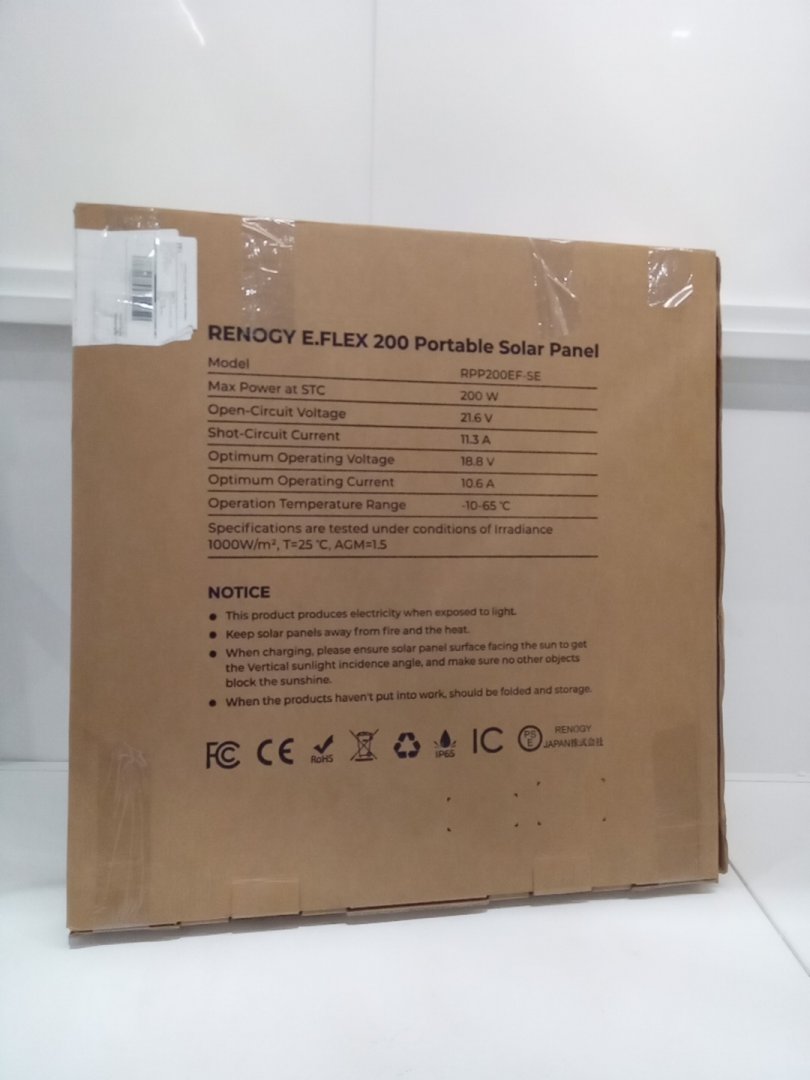 RENOGY E.FLEX 200 Portable Solar Panel
Model RPP200EF-SE
Max Power at STC 200 W
Open-Circuit Voltage 21.6 V
Shot-Circuit Current 11.3 A
Optimum Operating Voltage 18.8 V
Optimum Operating Current 10.6 A
Operation Temperature Range -10-65 ℃
Specifications are tested under conditions of Irradiance
1000W/m², T=25 ℃, AGM=1.5
NOTICE
● This product produces electricity when exposed to light.
● Keep solar panels away from fire and the heat.
● When charging, please ensure solar panel surface facing the sun to get
the Vertical sunlight incidence angle, and make sure no other objects
block the sunshine.
● When the products haven't put into work, should be folded and storage.
FC CE RoHS IP65 IC PSE RENOGY
JAPAN株式会社